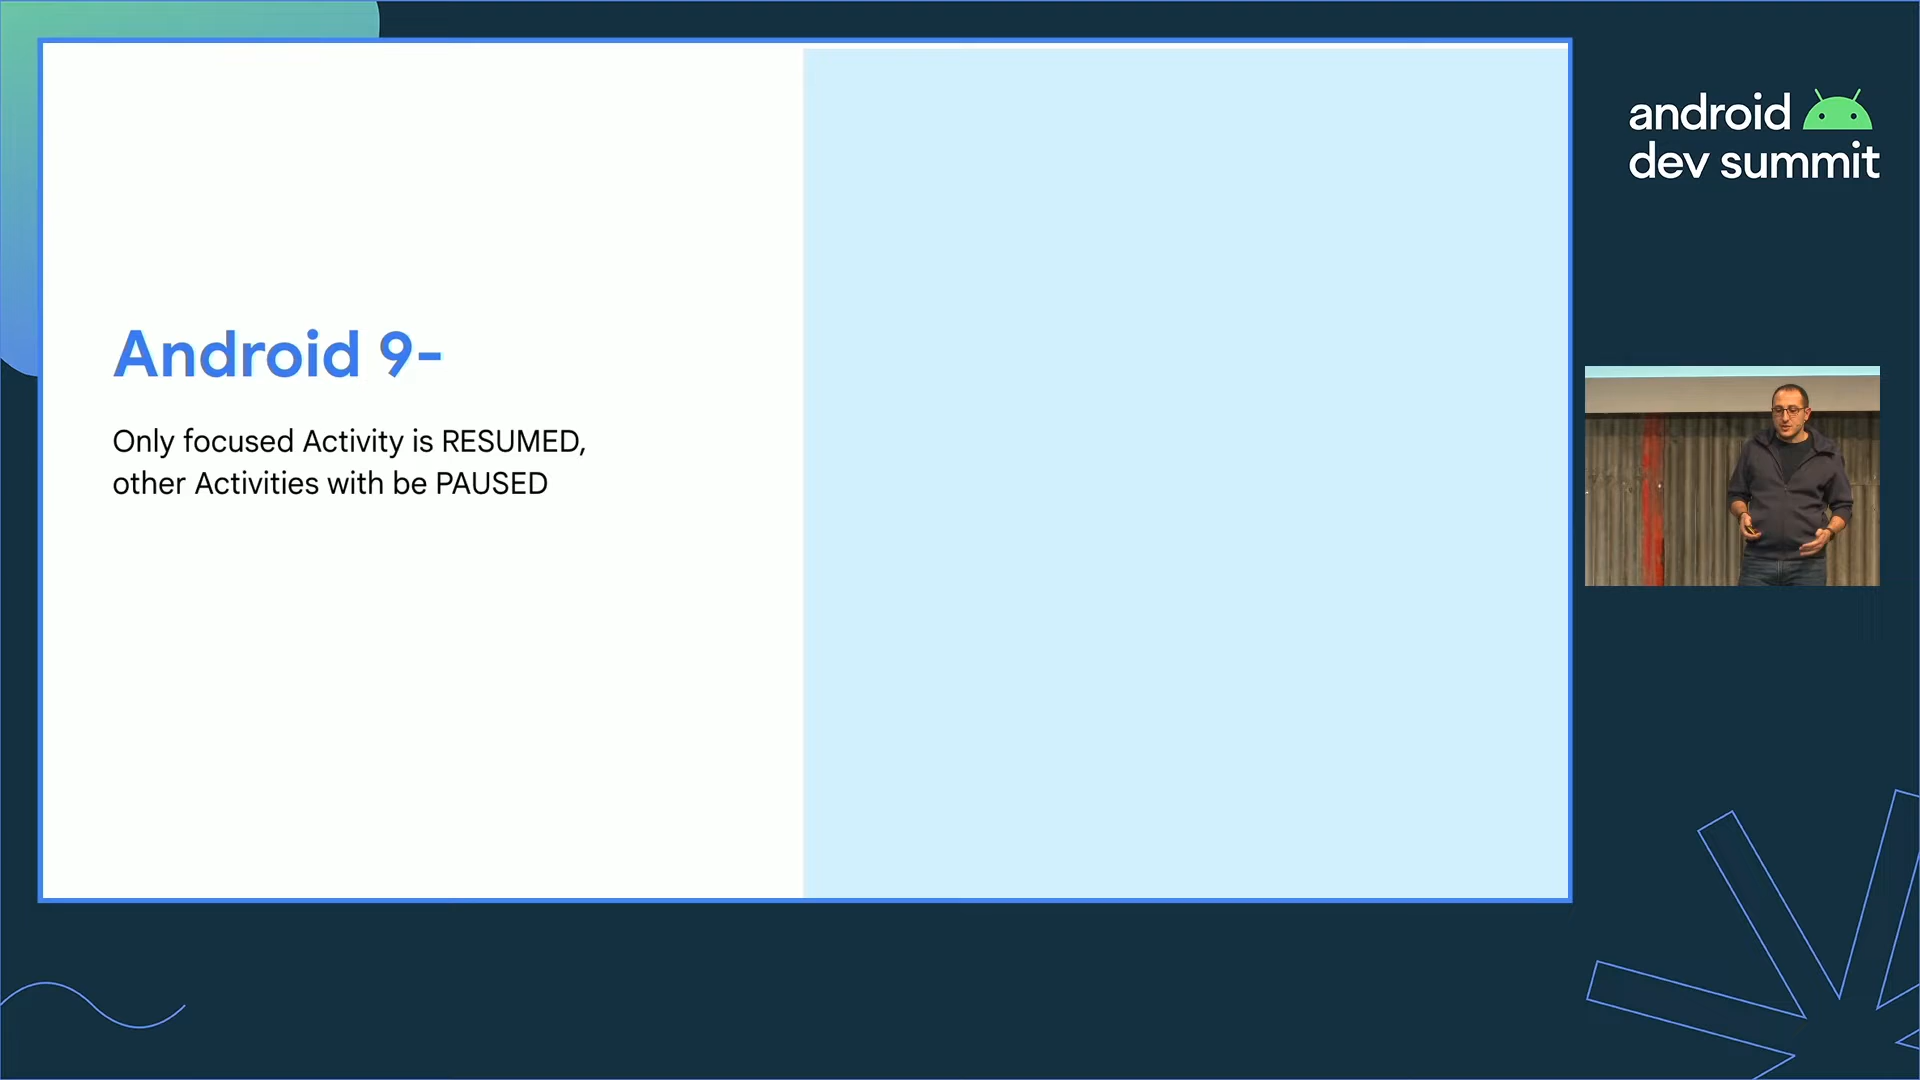 Android 9-
Only focused Activity is RESUMED,
other Activities with be PAUSED
android
dev summit